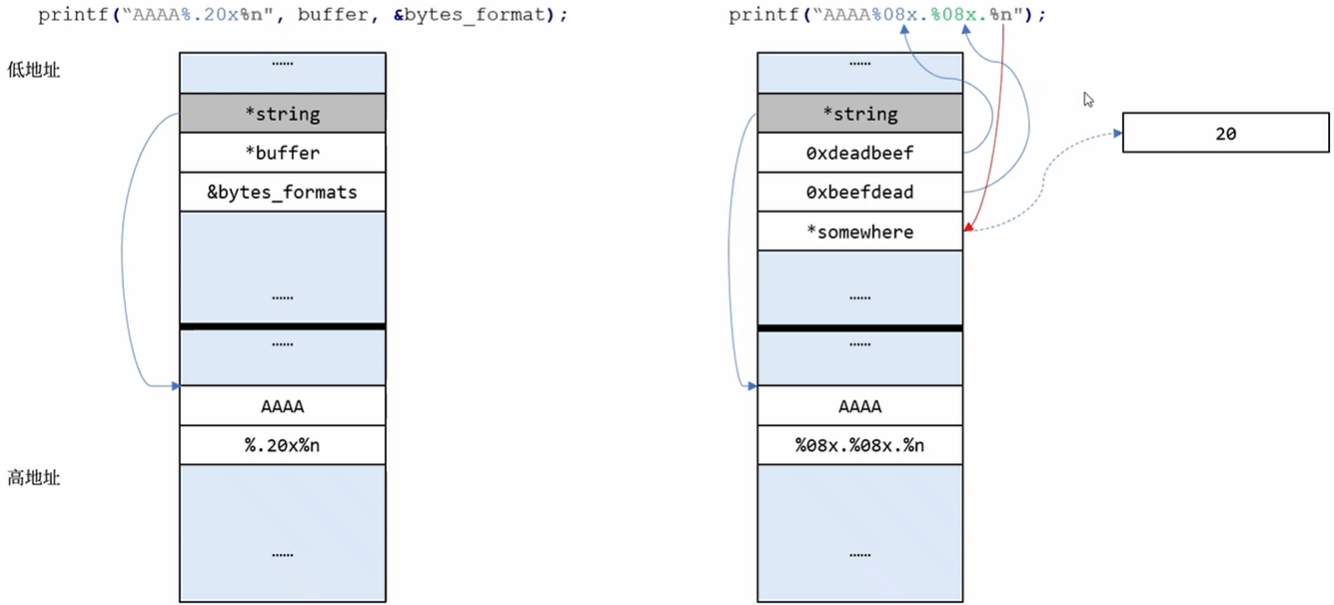 printf("AAAA%.20x%n", buffer, &bytes_format);
printf("AAAA%08x.%08x.%n");
低地址
高地址
......
*string
*buffer
&bytes_formats
......
......
AAAA
%.20x%n
......
......
*string
0xdeadbeef
0xbeefdead
*somewhere
......
......
AAAA
%08x.%08x.%n
......
20